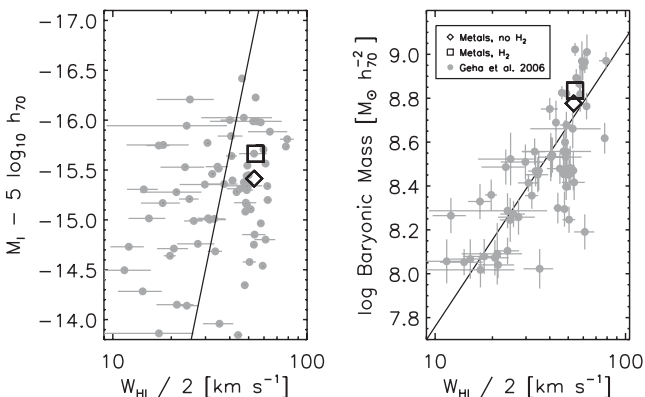 −17.0
−16.5
−16.0
−15.5
−15.0
−14.5
−14.0
M_I − 5 log₁₀ h₇₀
10
100
W_HI / 2 [km s⁻¹]
Metals, no H₂
Metals, H₂
Geha et al. 2006
9.0
8.8
8.6
8.4
8.2
8.0
7.8
log Baryonic Mass [M_⊙ h₇₀⁻²]
10
100
W_HI / 2 [km s⁻¹]